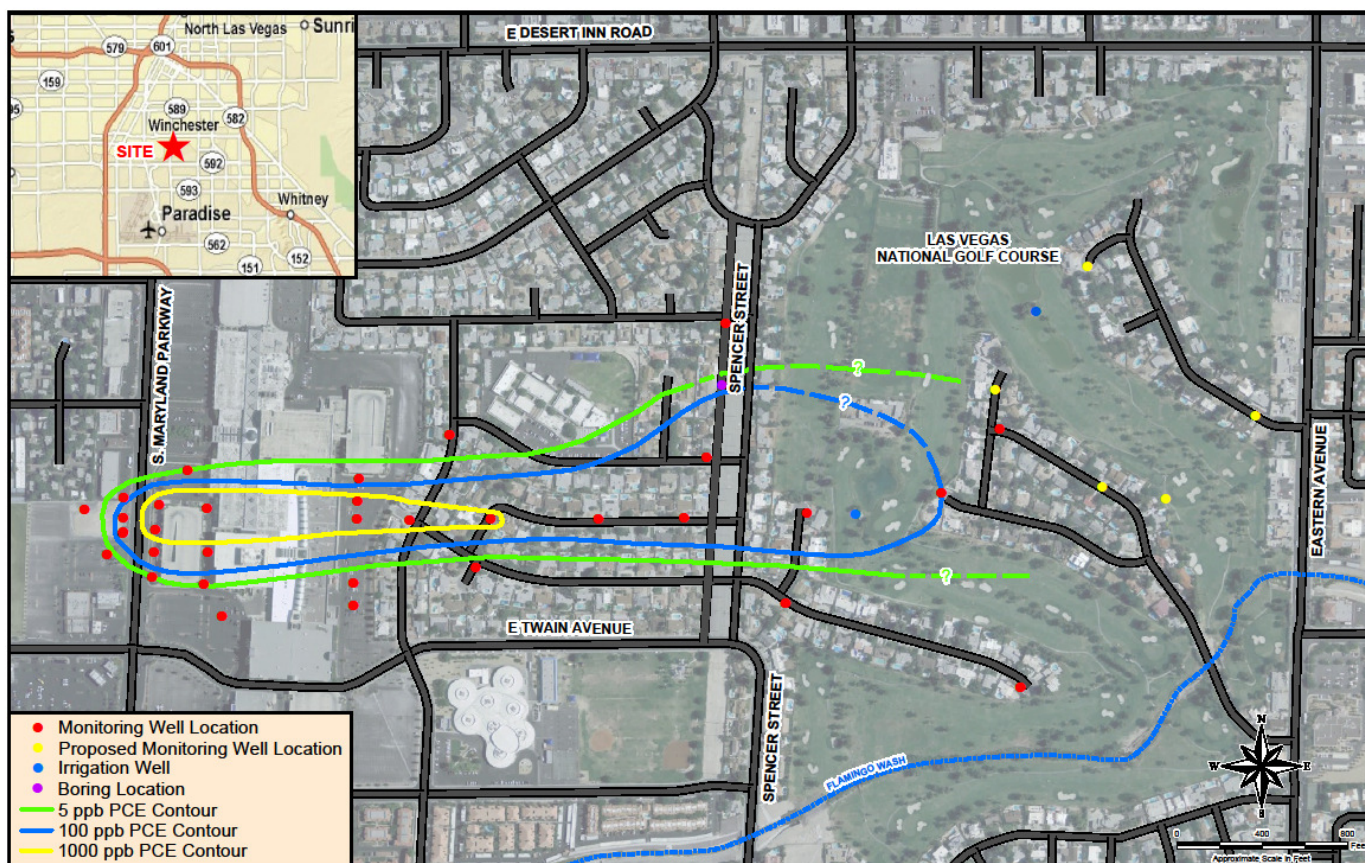 North Las Vegas
Sunri
579
601
159
95
589
582
Winchester
SITE
592
593
Paradise
Whitney
562
152
151
E DESERT INN ROAD
LAS VEGAS
NATIONAL GOLF COURSE
SPENCER STREET
S. MARYLAND PARKWAY
?
?
EASTERN AVENUE
?
E TWAIN AVENUE
SPENCER STREET
FLAMINGO WASH
Monitoring Well Location
Proposed Monitoring Well Location
Irrigation Well
Boring Location
5 ppb PCE Contour
100 ppb PCE Contour
1000 ppb PCE Contour
N
W
E
S
0
400
800
Fee
Approximate Scale in Feet